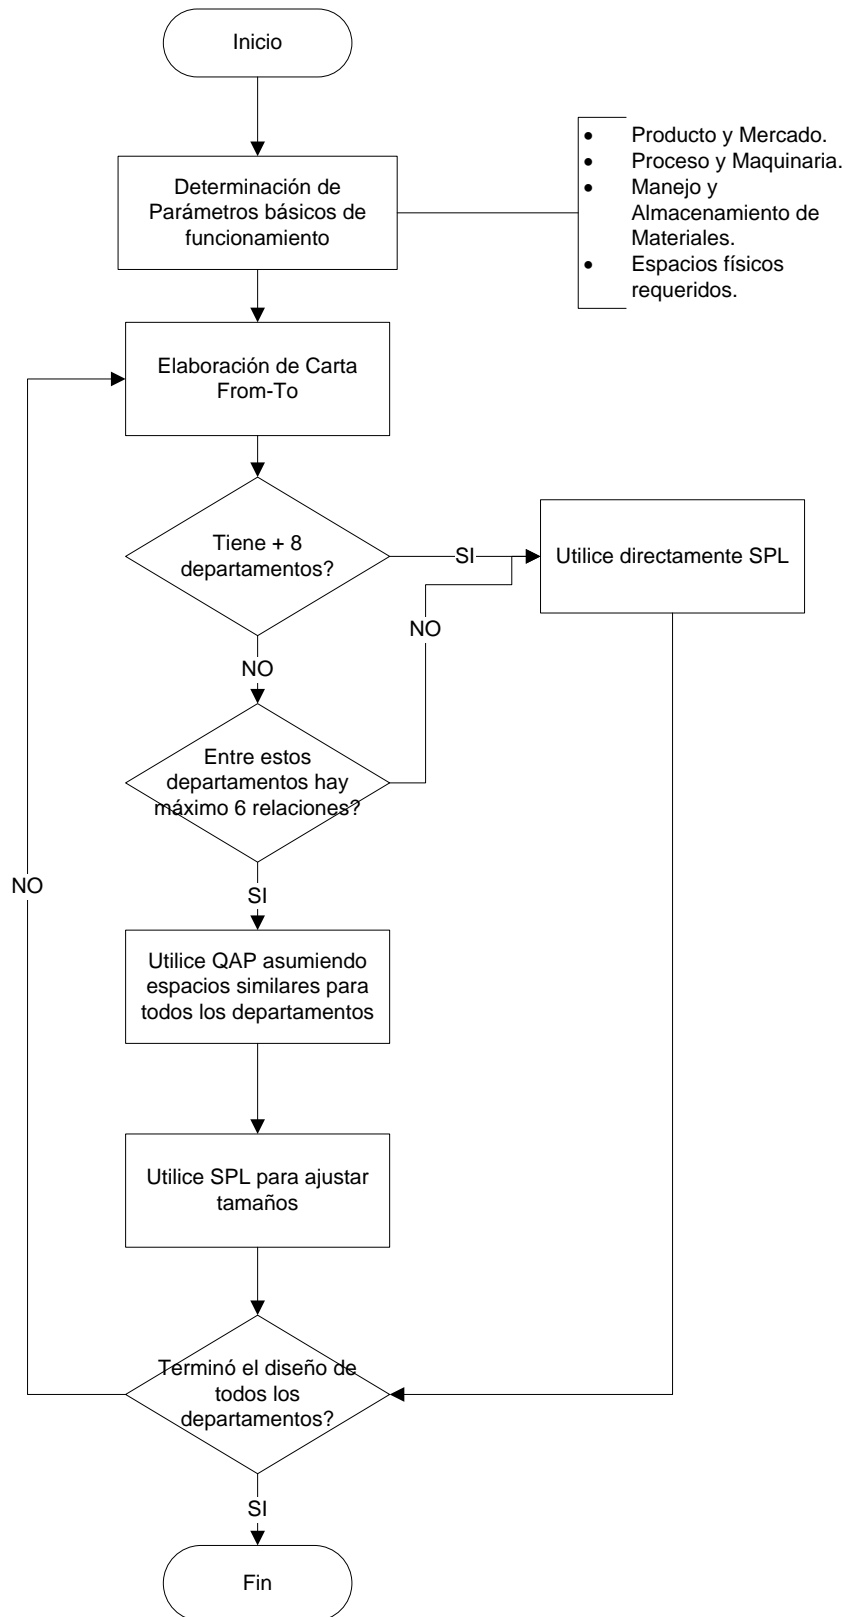 Inicio
Determinación de
Parámetros básicos de
funcionamiento
• Producto y Mercado.
• Proceso y Maquinaria.
• Manejo y
Almacenamiento de
Materiales.
• Espacios físicos
requeridos.
Elaboración de Carta
From-To
Tiene + 8
departamentos?
SI
Utilice directamente SPL
NO
NO
Entre estos
departamentos hay
máximo 6 relaciones?
NO
SI
Utilice QAP asumiendo
espacios similares para
todos los departamentos
Utilice SPL para ajustar
tamaños
Terminó el diseño de
todos los
departamentos?
SI
Fin